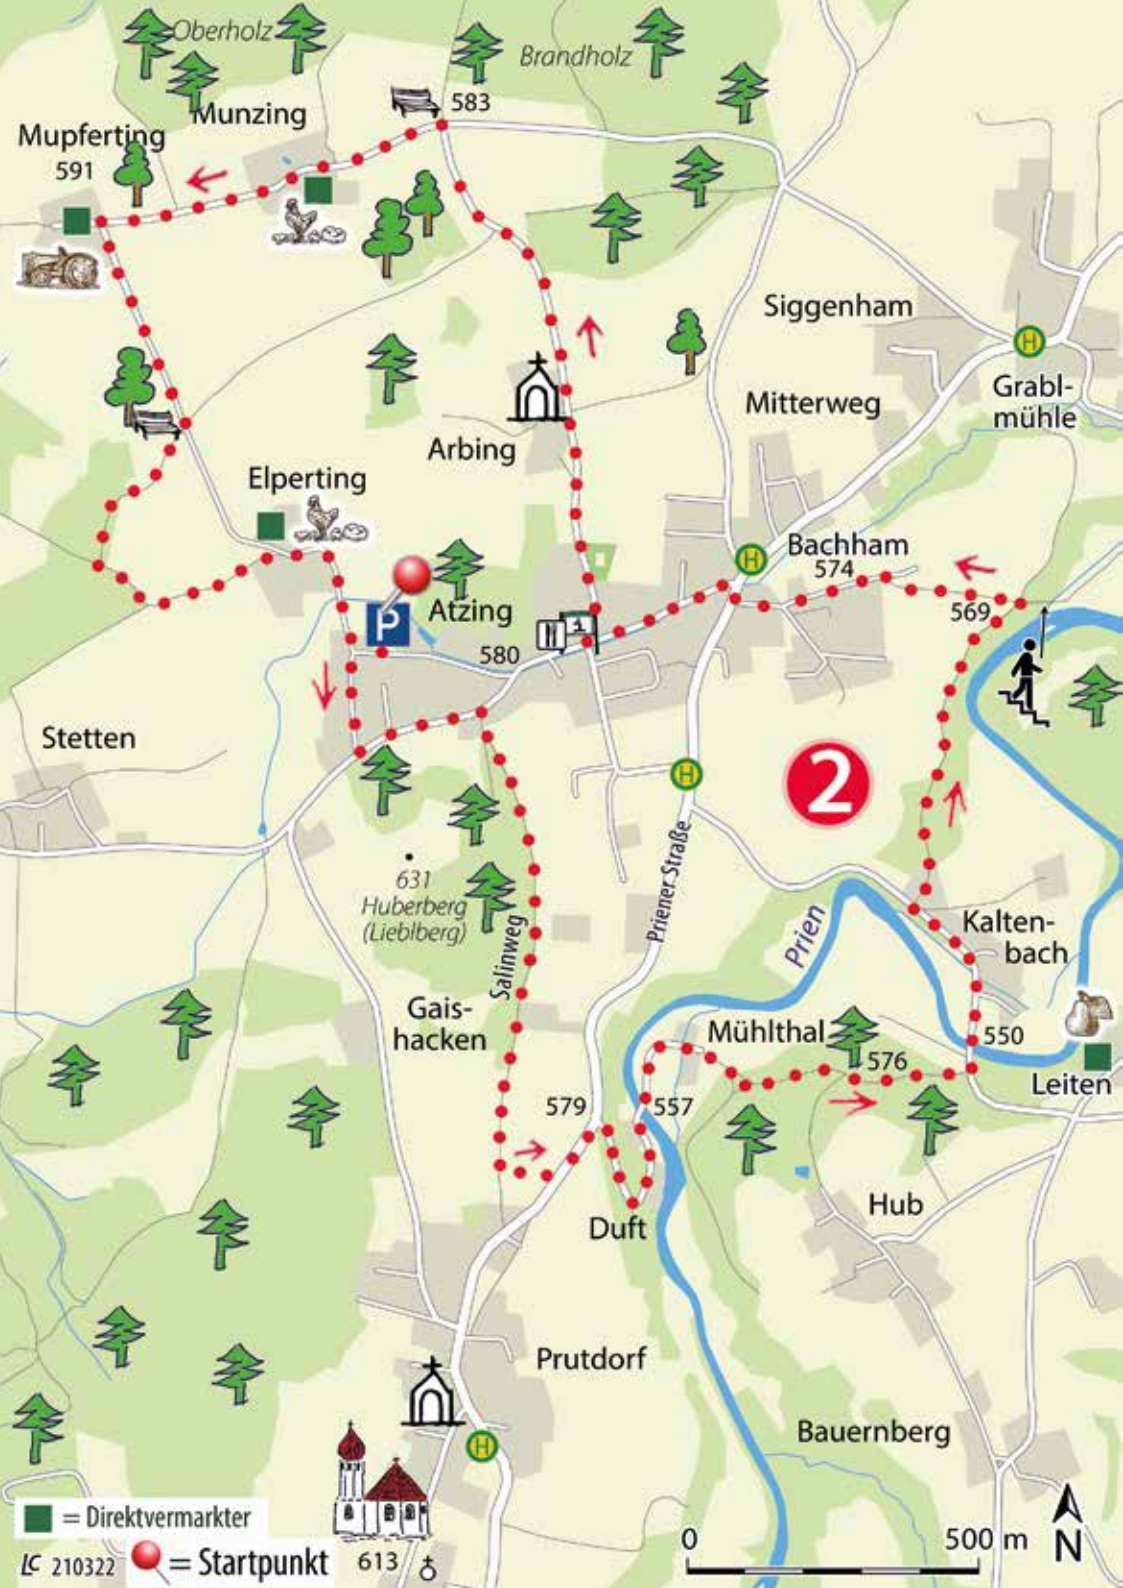 Oberholz
Brandholz
583
Munzing
Mupferting
591
Siggenham
H
Grabl-
mühle
Mitterweg
Arbing
Elperting
H
Bachham
574
P
Atzing
569
i
580
Stetten
H
2
631
Huberberg
(Lieblberg)
Salinweg
Priener Straße
Prien
Kalten-
bach
Gais-
hacken
Mühlthal
550
576
Leiten
579
557
Hub
Duft
Prutdorf
Bauernberg
H
= Direktvermarkter
LC 210322
= Startpunkt
613
0
500 m
N